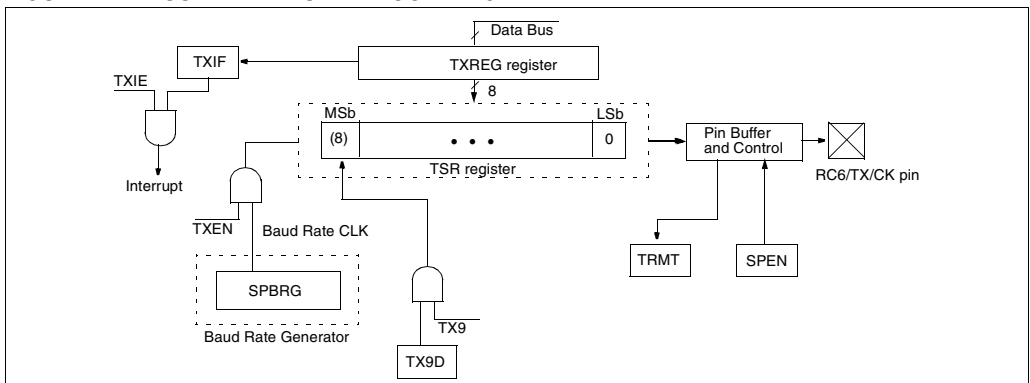 Data Bus
TXIF
TXREG register
TXIE
8
MSb
LSb
(8)
• • •
0
Pin Buffer
and Control
TSR register
Interrupt
RC6/TX/CK pin
TXEN
Baud Rate CLK
TRMT
SPEN
SPBRG
TX9
Baud Rate Generator
TX9D